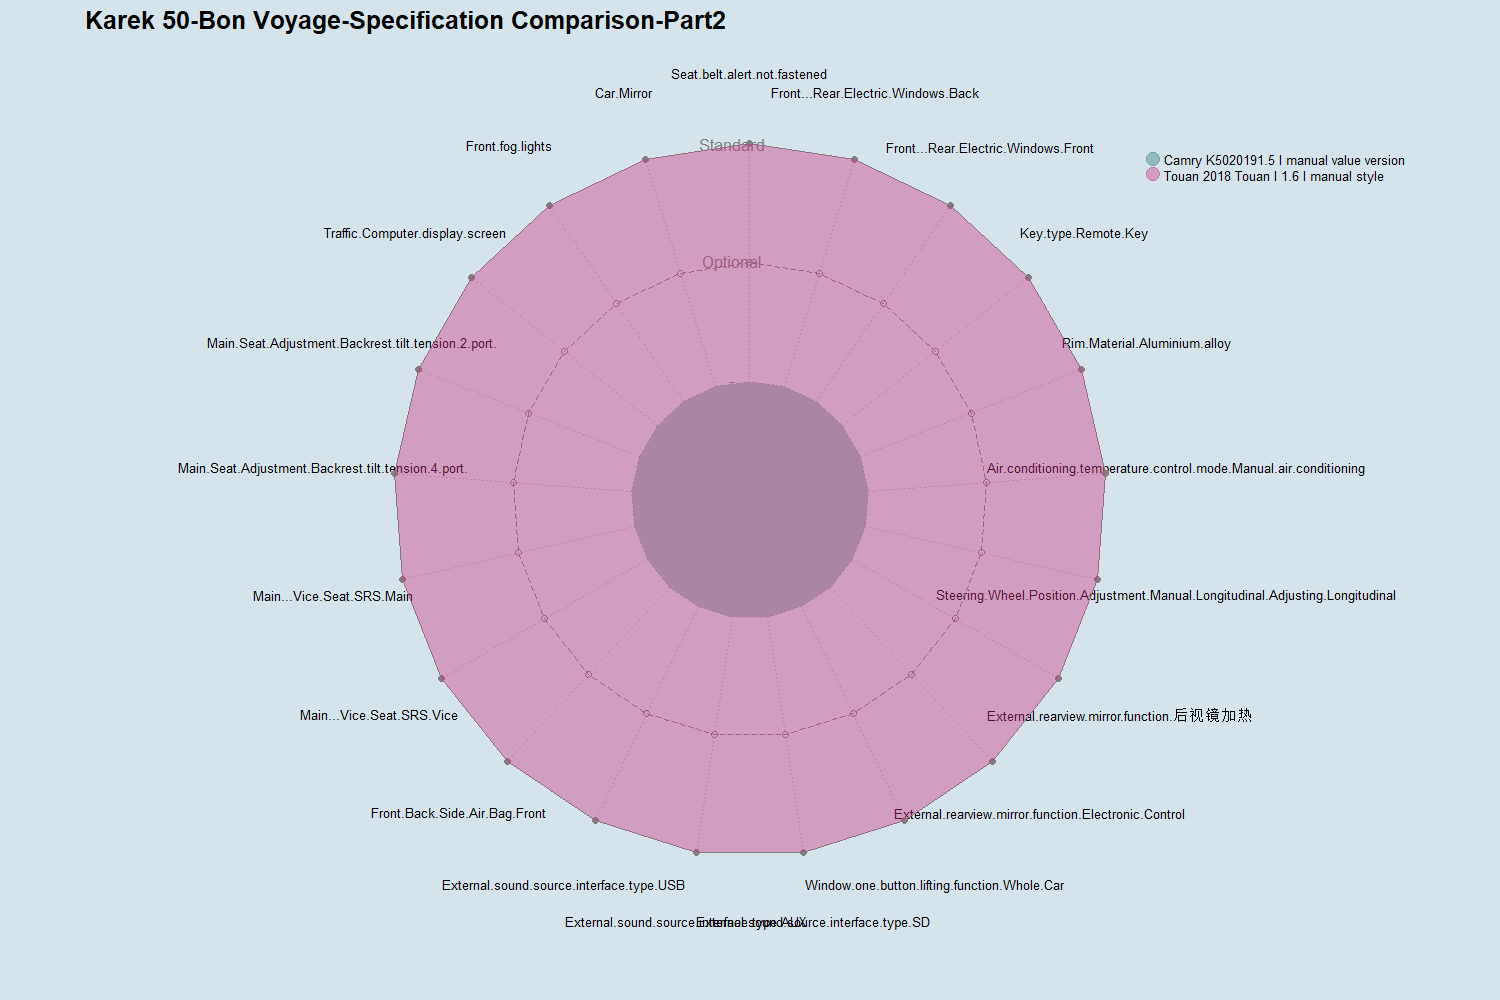 Karek 50-Bon Voyage-Specification Comparison-Part2
Seat.belt.alert.not.fastened
Car.Mirror
Front...Rear.Electric.Windows.Back
Front.fog.lights
Standard
Front...Rear.Electric.Windows.Front
Camry K5020191.5 l manual value version
Touan 2018 Touan l 1.6 l manual style
Traffic.Computer.display.screen
Key.type.Remote.Key
Optional
Main.Seat.Adjustment.Backrest.tilt.tension.2.port.
Rim.Material.Aluminium.alloy
-
Main.Seat.Adjustment.Backrest.tilt.tension.4.port.
Air.conditioning.temperature.control.mode.Manual.air.conditioning
Main...Vice.Seat.SRS.Main
Steering.Wheel.Position.Adjustment.Manual.Longitudinal.Adjusting.Longitudinal
Main...Vice.Seat.SRS.Vice
External.rearview.mirror.function.后视镜加热
Front.Back.Side.Air.Bag.Front
External.rearview.mirror.function.Electronic.Control
External.sound.source.interface.type.USB
Window.one.button.lifting.function.Whole.Car
External.sound.source.interface.type.AUX
External.sound.source.interface.type.SD